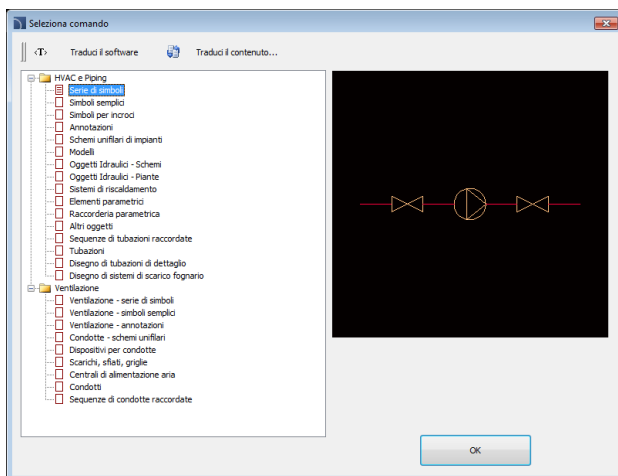 Seleziona comando
‹T› Traduci il software Traduci il contenuto...
HVAC e Piping
Serie di simboli
Simboli semplici
Simboli per incroci
Annotazioni
Schemi unifilari di impianti
Modelli
Oggetti Idraulici - Schemi
Oggetti Idraulici - Piante
Sistemi di riscaldamento
Elementi parametrici
Raccorderia parametrica
Altri oggetti
Sequenze di tubazioni raccordate
Tubazioni
Disegno di tubazioni di dettaglio
Disegno di sistemi di scarico fognario
Ventilazione
Ventilazione - serie di simboli
Ventilazione - simboli semplici
Ventilazione - annotazioni
Condotte - schemi unifilari
Dispositivi per condotte
Scarichi, sfiati, griglie
Centrali di alimentazione aria
Condotti
Sequenze di condotte raccordate
OK